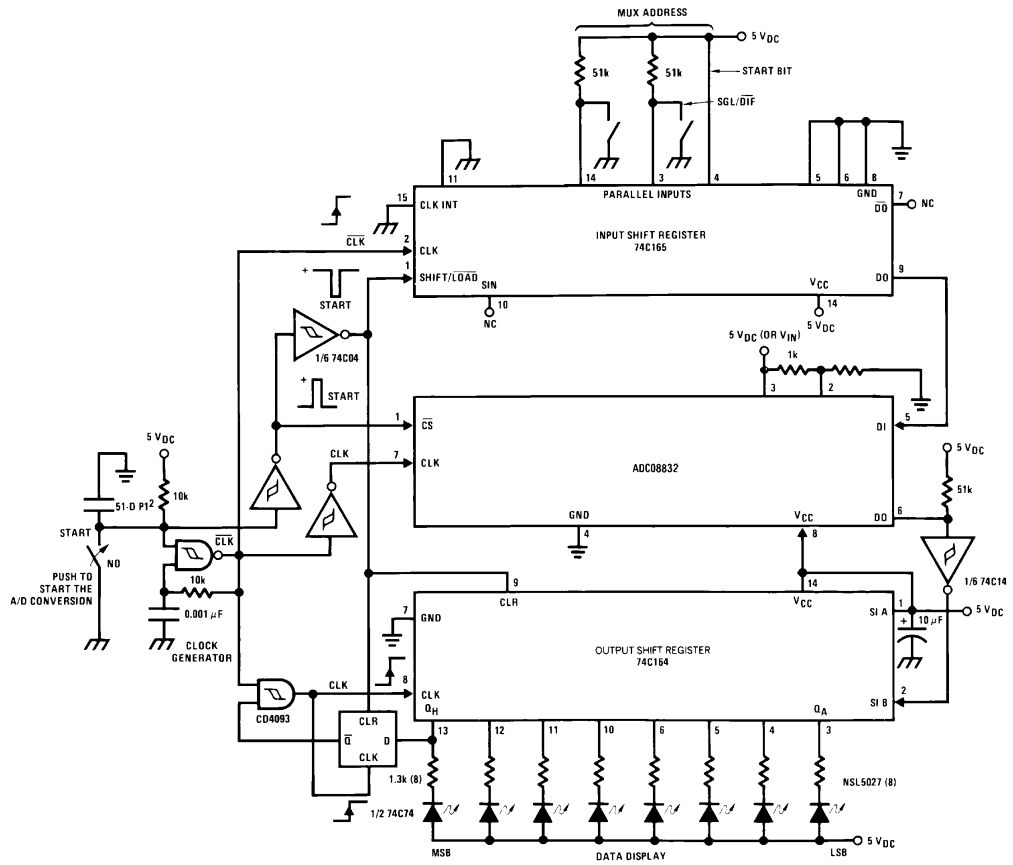 MUX ADDRESS
5 VDC
51k
51k
START BIT
SGL/DIF
11
14
3
4
5
6
8
GND
PARALLEL INPUTS
15
CLK INT
7
DO
NC
INPUT SHIFT REGISTER
74C165
CLK
2
CLK
1
SHIFT/LOAD
DO
9
+
START
SIN
VCC
10
NC
14
5 VDC
1/6 74C04
5 VDC (OR VIN)
1k
+
START
3
2
1
CS
DI
5
CLK
7
CLK
ADC08832
5 VDC
5 VDC
10k
51-D P1²
51k
GND
4
VCC
8
DO
6
START
CLK
NO
PUSH TO
START THE
A/D CONVERSION
10k
0.001 µF
CLOCK
GENERATOR
1/6 74C14
9
CLR
14
VCC
7
GND
SI A
1
5 VDC
+
10 µF
OUTPUT SHIFT REGISTER
74C164
CLK
8
CLK
2
SI B
CD4093
QH
QA
CLR
Q
D
CLK
13
12
11
10
6
5
4
3
1.3k (8)
NSL5027 (8)
1/2 74C74
5 VDC
MSB
DATA DISPLAY
LSB